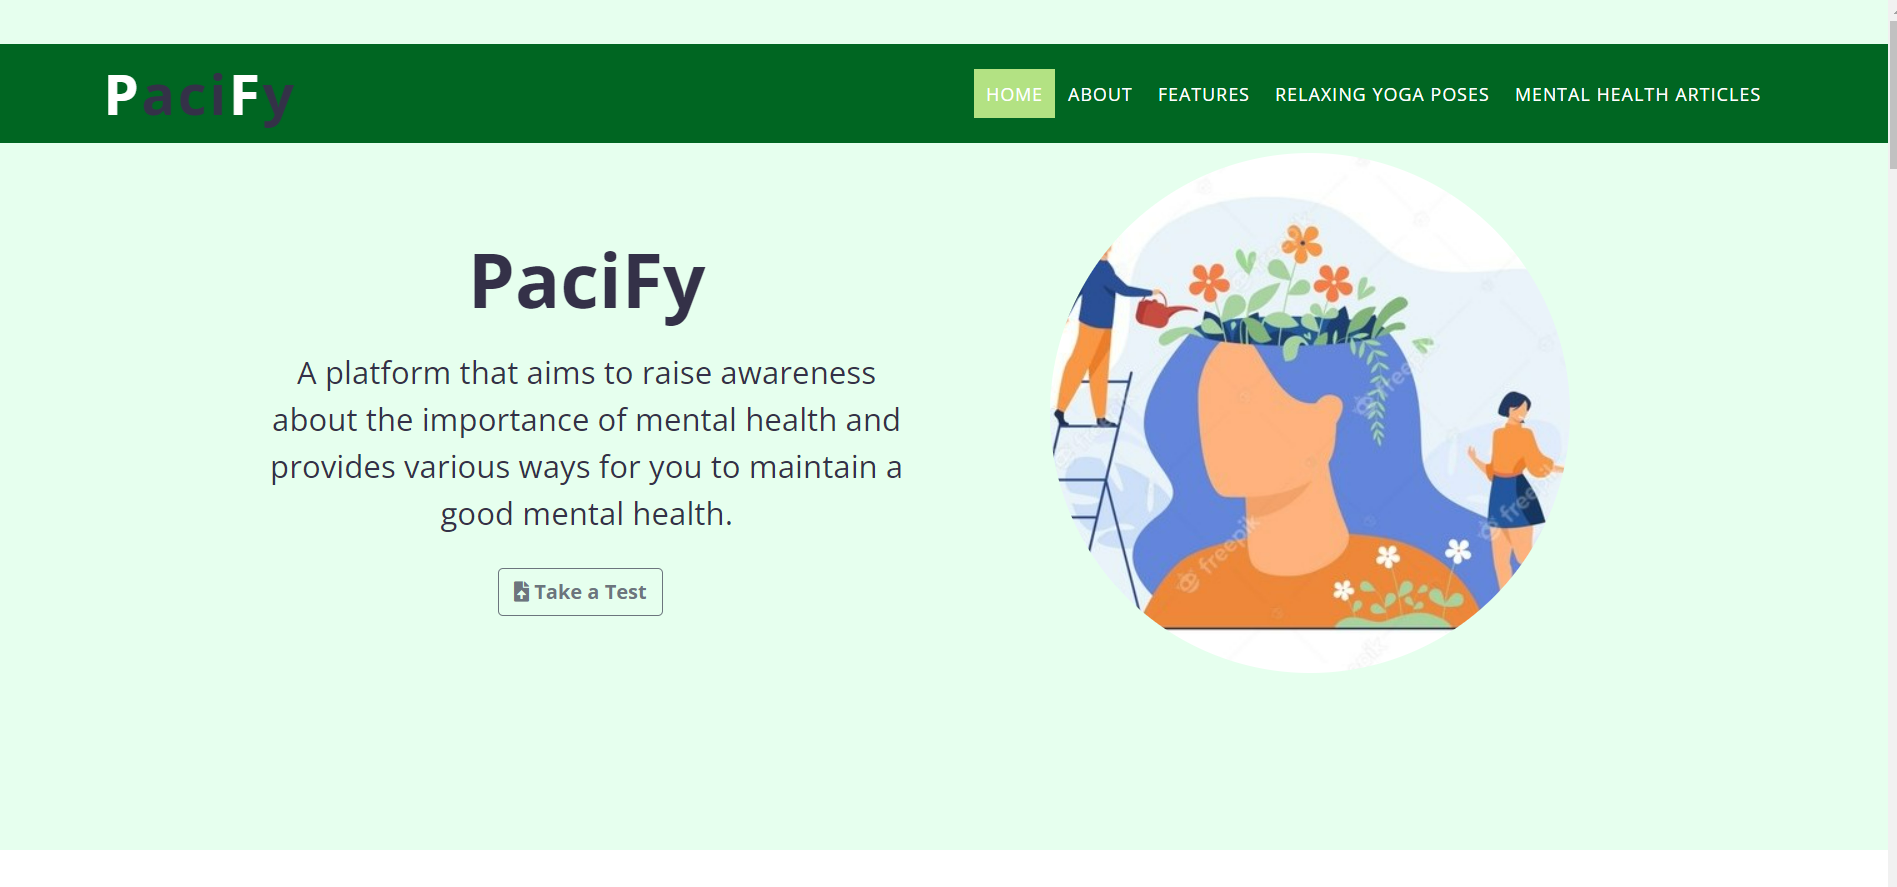 PaciFy
HOME ABOUT FEATURES RELAXING YOGA POSES MENTAL HEALTH ARTICLES
PaciFy
A platform that aims to raise awareness
about the importance of mental health and
provides various ways for you to maintain a
good mental health.
Take a Test
freepik
freepik
freepik